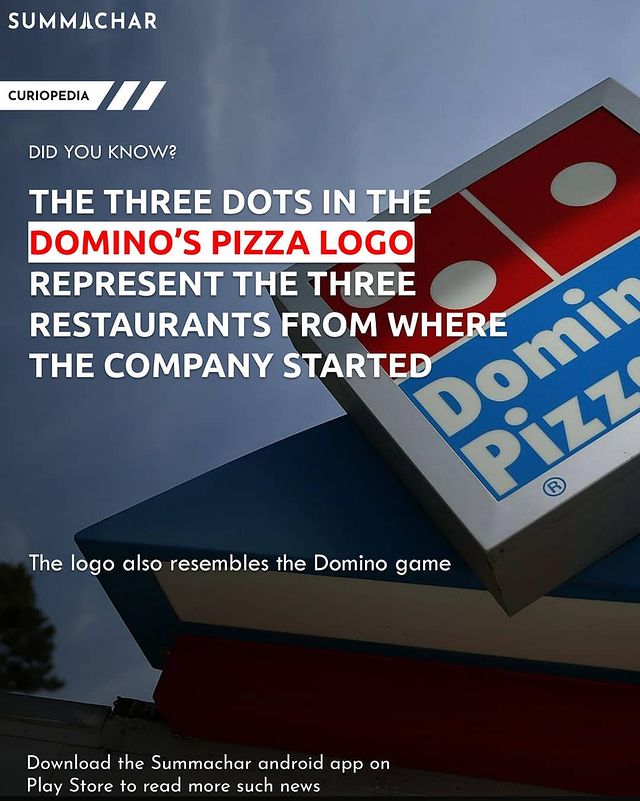 SUMMACHAR
CURIOPEDIA
DID YOU KNOW?
THE THREE DOTS IN THE
DOMINO'S PIZZA LOGO
REPRESENT THE THREE
RESTAURANTS FROM WHERE
THE COMPANY STARTED
Domin
Pizz
®
The logo also resembles the Domino game
Download the Summachar android app on
Play Store to read more such news